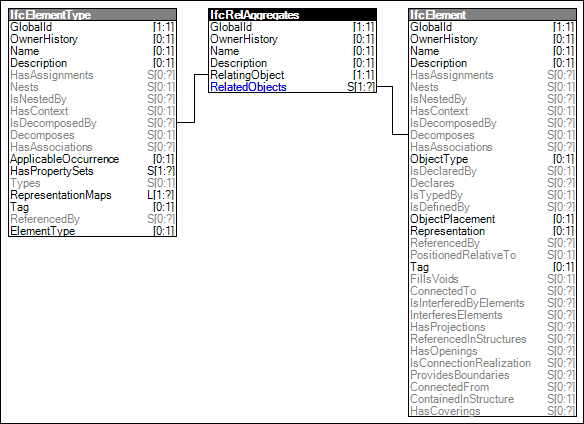 IfcElementType
GlobalId [1:1]
OwnerHistory [0:1]
Name [0:1]
Description [0:1]
HasAssignments S[0:?]
Nests S[0:1]
IsNestedBy S[0:?]
HasContext S[0:1]
IsDecomposedBy S[0:?]
Decomposes S[0:1]
HasAssociations S[0:?]
ApplicableOccurrence [0:1]
HasPropertySets S[1:?]
Types S[0:1]
RepresentationMaps L[1:?]
Tag [0:1]
ReferencedBy S[0:?]
ElementType [0:1]
IfcRelAggregates
GlobalId [1:1]
OwnerHistory [0:1]
Name [0:1]
Description [0:1]
RelatingObject [1:1]
RelatedObjects S[1:?]
IfcElement
GlobalId [1:1]
OwnerHistory [0:1]
Name [0:1]
Description [0:1]
HasAssignments S[0:?]
Nests S[0:1]
IsNestedBy S[0:?]
HasContext S[0:1]
IsDecomposedBy S[0:?]
Decomposes S[0:1]
HasAssociations S[0:?]
ObjectType [0:1]
IsDeclaredBy S[0:1]
Declares S[0:?]
IsTypedBy S[0:1]
IsDefinedBy S[0:?]
ObjectPlacement [0:1]
Representation [0:1]
ReferencedBy S[0:?]
PositionedRelativeTo S[0:1]
Tag [0:1]
FillsVoids S[0:1]
ConnectedTo S[0:?]
IsInterferedByElements S[0:?]
InterferesElements S[0:?]
HasProjections S[0:?]
ReferencedInStructures S[0:?]
HasOpenings S[0:?]
IsConnectionRealization S[0:?]
ProvidesBoundaries S[0:?]
ConnectedFrom S[0:?]
ContainedInStructure S[0:1]
HasCoverings S[0:?]